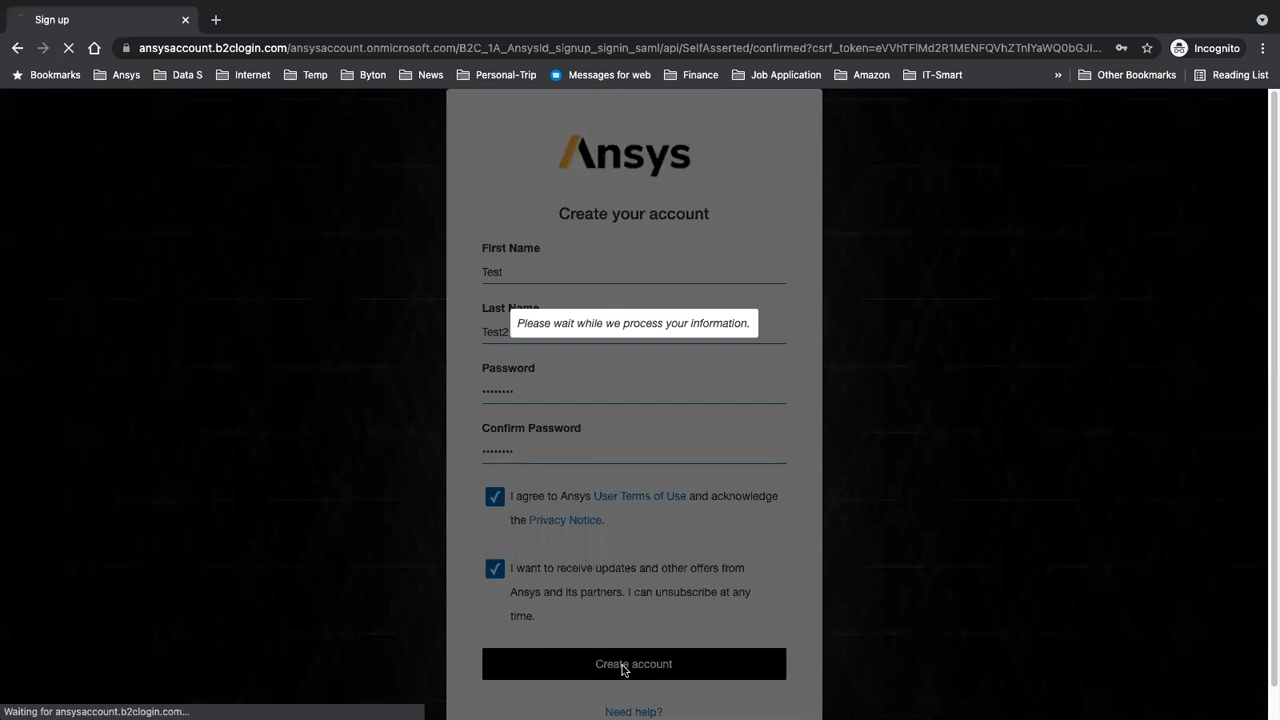 Sign up
ansysaccount.b2clogin.com/ansysaccount.onmicrosoft.com/B2C_1A_AnsysId_signup_signin_saml/api/SelfAsserted/confirmed?csrf_token=eVVhTFlMd2R1MENFQVhZTnlYaWQ0bGJl...
Incognito
Bookmarks Ansys Data S Internet Temp Byton News Personal-Trip Messages for web Finance Job Application Amazon IT-Smart » Other Bookmarks Reading List
Ansys
Create your account
First Name
Test
Last Name
Please wait while we process your information.
Test2
Password
••••••••
Confirm Password
••••••••
I agree to Ansys User Terms of Use and acknowledge
the Privacy Notice.
I want to receive updates and other offers from
Ansys and its partners. I can unsubscribe at any
time.
Create account
Need help?
Waiting for ansysaccount.b2clogin.com...